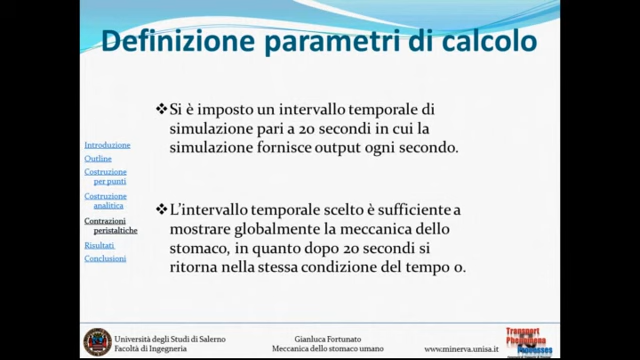 Definizione parametri di calcolo
❖Si è imposto un intervallo temporale di
simulazione pari a 20 secondi in cui la
simulazione fornisce output ogni secondo.
Introduzione
Outline
Costruzione
per punti
Costruzione
analitica
Contrazioni
peristaltiche
Risultati
Conclusioni
❖L'intervallo temporale scelto è sufficiente a
mostrare globalmente la meccanica dello
stomaco, in quanto dopo 20 secondi si
ritorna nella stessa condizione del tempo 0.
Università degli Studi di Salerno
Facoltà di Ingegneria
Gianluca Fortunato
Meccanica dello stomaco umano
www.minerva.unisa.it
Transport
Phenomena
Processes